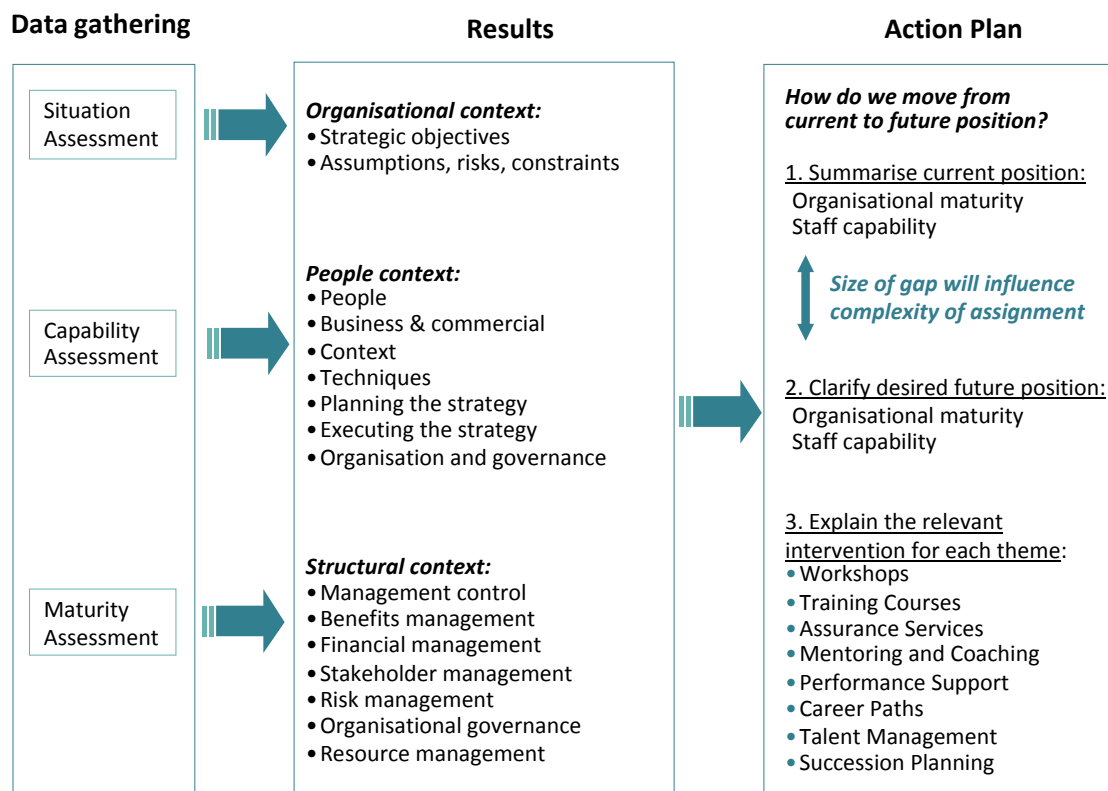 Data gathering
Situation
Assessment
Capability
Assessment
Maturity
Assessment
Results
Organisational context:
•Strategic objectives
•Assumptions, risks, constraints
People context:
•People
•Business & commercial
•Context
•Techniques
•Planning the strategy
•Executing the strategy
•Organisation and governance
Structural context:
•Management control
•Benefits management
•Financial management
•Stakeholder management
•Risk management
•Organisational governance
•Resource management
Action Plan
How do we move from
current to future position?
1. Summarise current position:
Organisational maturity
Staff capability
Size of gap will influence
complexity of assignment
2. Clarify desired future position:
Organisational maturity
Staff capability
3. Explain the relevant
intervention for each theme:
•Workshops
•Training Courses
•Assurance Services
•Mentoring and Coaching
•Performance Support
•Career Paths
•Talent Management
•Succession Planning